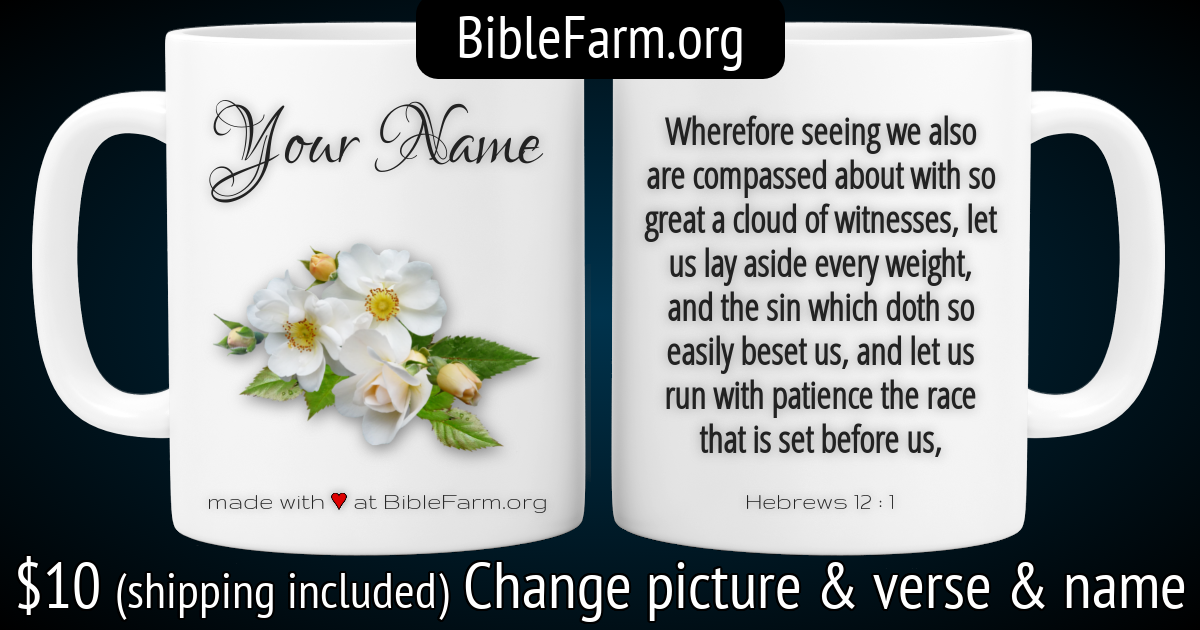 BibleFarm.org
Your Name
made with ♥ at BibleFarm.org
Wherefore seeing we also
are compassed about with so
great a cloud of witnesses, let
us lay aside every weight,
and the sin which doth so
easily beset us, and let us
run with patience the race
that is set before us,
Hebrews 12 : 1
$10 (shipping included) Change picture & verse & name